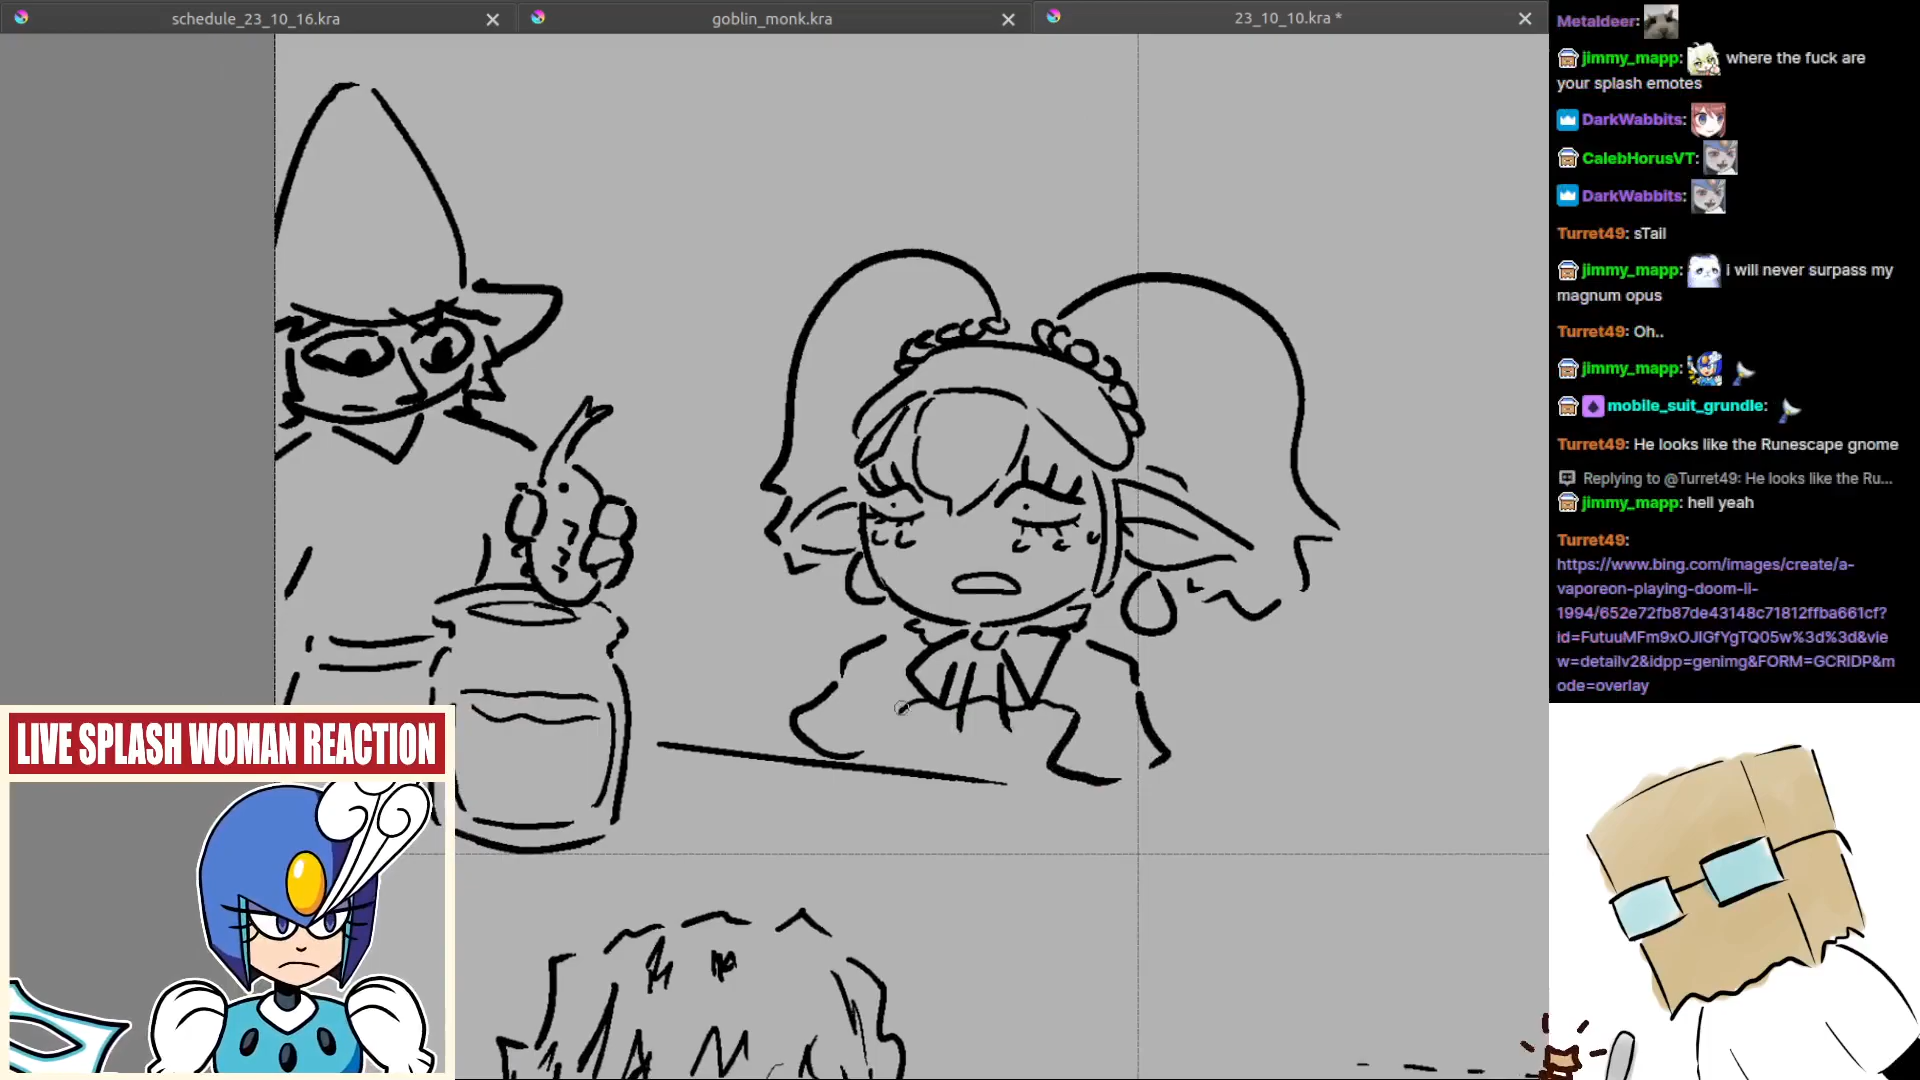 schedule_23_10_16.kra
goblin_monk.kra
23_10_10.kra *
Metaldeer:
jimmy_mapp: where the fuck are
your splash emotes
DarkWabbits:
CalebHorusVT:
DarkWabbits:
Turret49: sTail
jimmy_mapp: i will never surpass my
magnum opus
Turret49: Oh..
jimmy_mapp:
mobile_suit_grundle:
Turret49: He looks like the Runescape gnome
Replying to @Turret49: He looks like the Ru...
jimmy_mapp: hell yeah
Turret49:
https://www.bing.com/images/create/a-
vaporeon-playing-doom-ii-
1994/652e72fb87de43148c71812ffba661cf?
id=FutuuMFm9xOJIGfYgTQ05w%3d%3d&vie
w=detailv2&idpp=genimg&FORM=GCRIDP&m
ode=overlay
LIVE SPLASH WOMAN REACTION